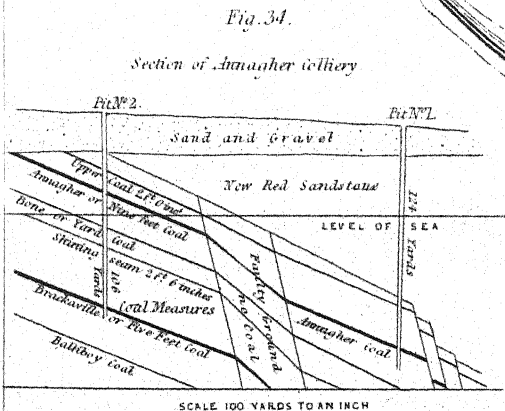 Fig. 34.
Section of Annagher Colliery
Pit No. 2.
Pit No. 1.
Sand and Gravel
Upper Coal 2 ft 0 ins
Annagher or Nine Feet Coal
New Red Sandstone
LEVEL OF SEA
124 Yards
Bone or Yard Coal
Shining seam 2 ft 6 inches
106 Yards
Coal Measures
Faulty Ground
no Coal
Annagher Coal
Brackaville or Five Feet Coal
Baltiboy Coal
SCALE 100 YARDS TO AN INCH